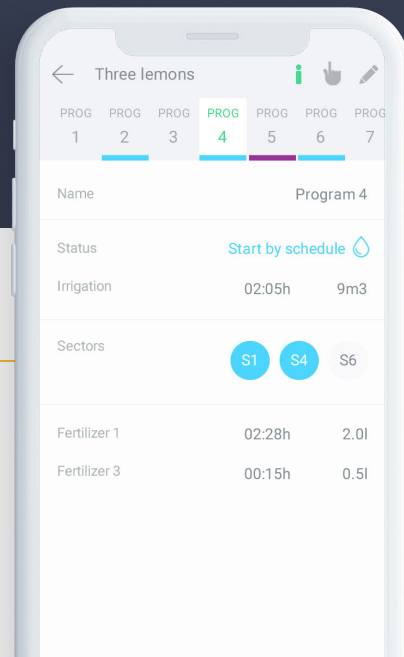 Three lemons
PROG PROG PROG PROG PROG PROG PROG
1 2 3 4 5 6 7
Name Program 4
Status Start by schedule
Irrigation 02:05h 9m3
Sectors S1 S4 S6
Fertilizer 1 02:28h 2.0l
Fertilizer 3 00:15h 0.5l